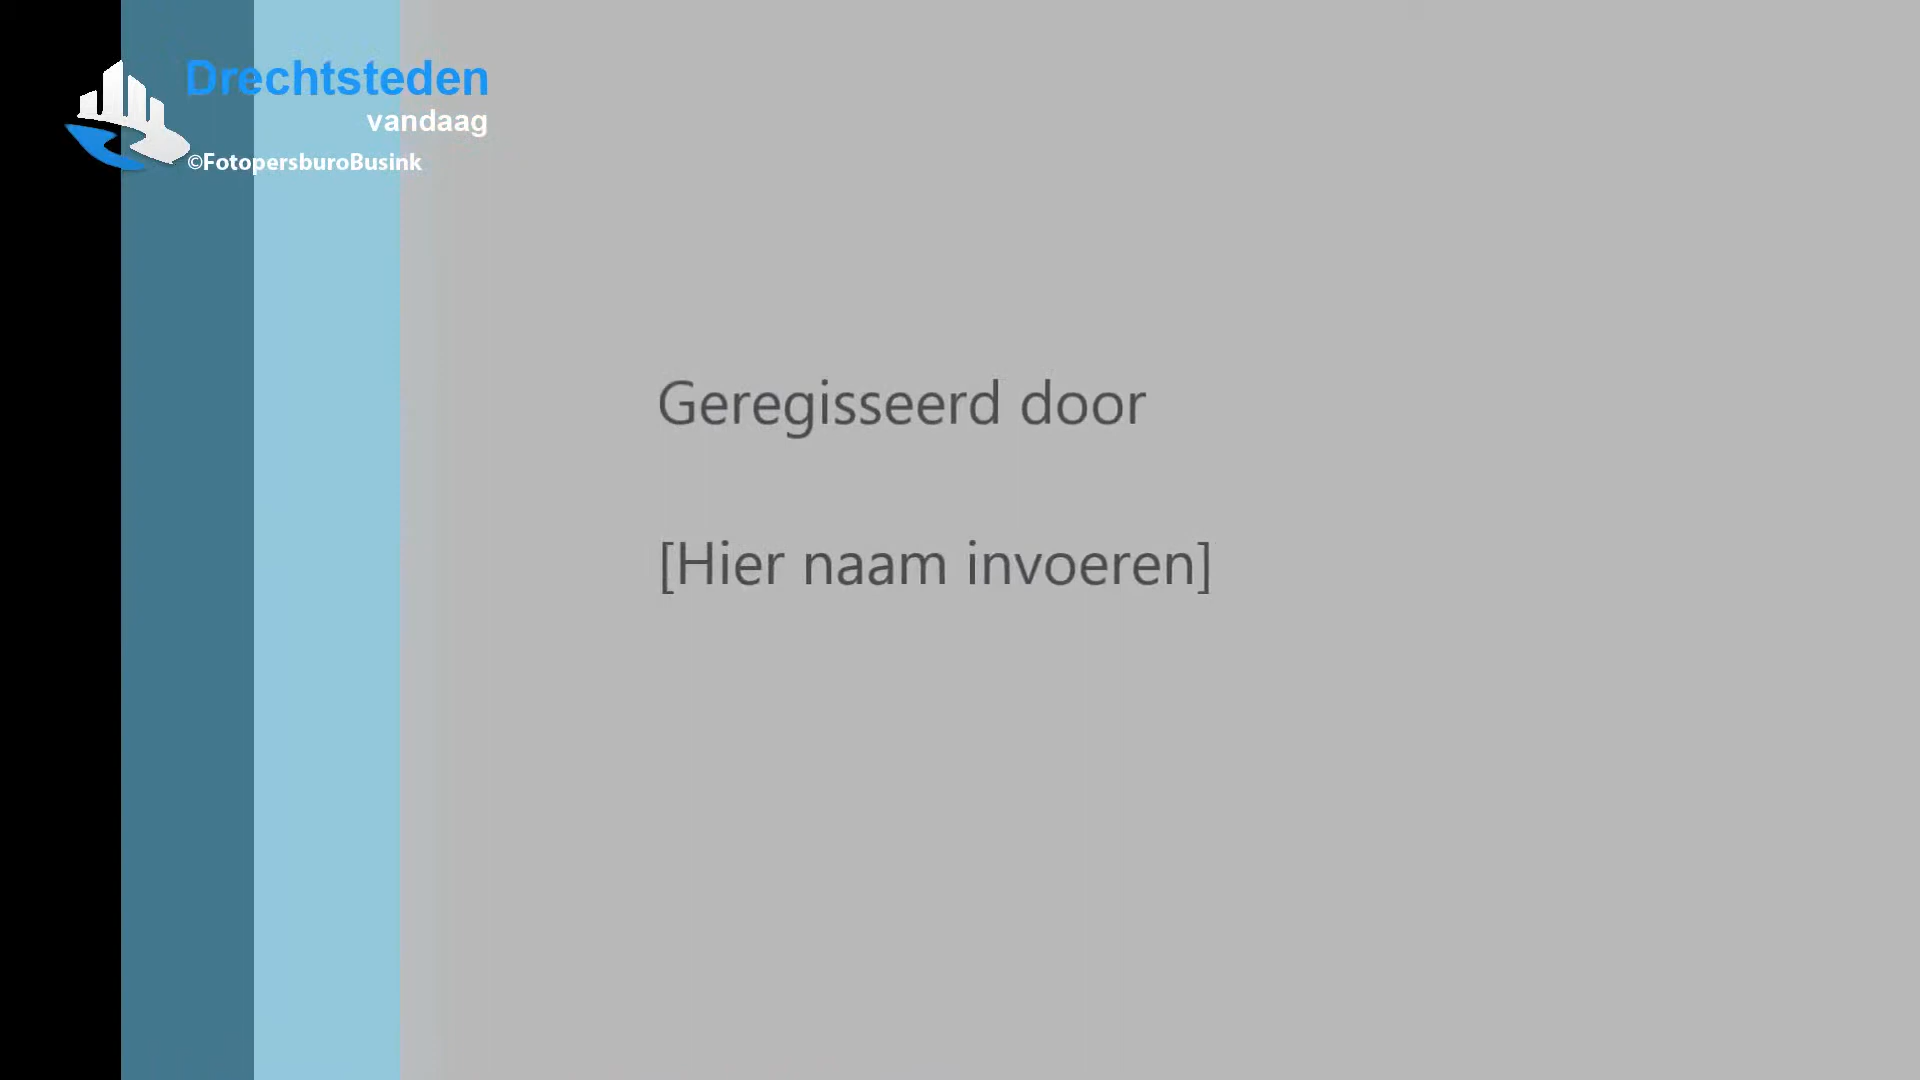 Drechtsteden
vandaag
©FotopersburoBusink
Geregisseerd door
[Hier naam invoeren]